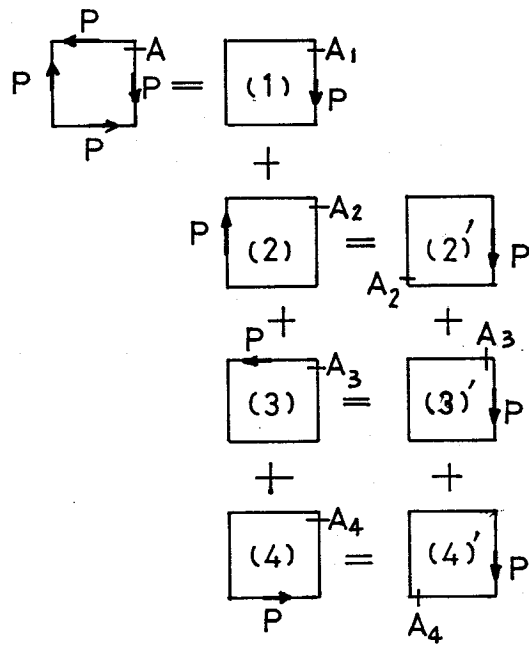 P
A
P
P
P
=
(1)
A1
P
+
P
(2)
A2
=
(2)'
A2
P
+
+
P
(3)
A3
=
(3)'
A3
P
+
+
(4)
A4
P
=
(4)'
A4
P